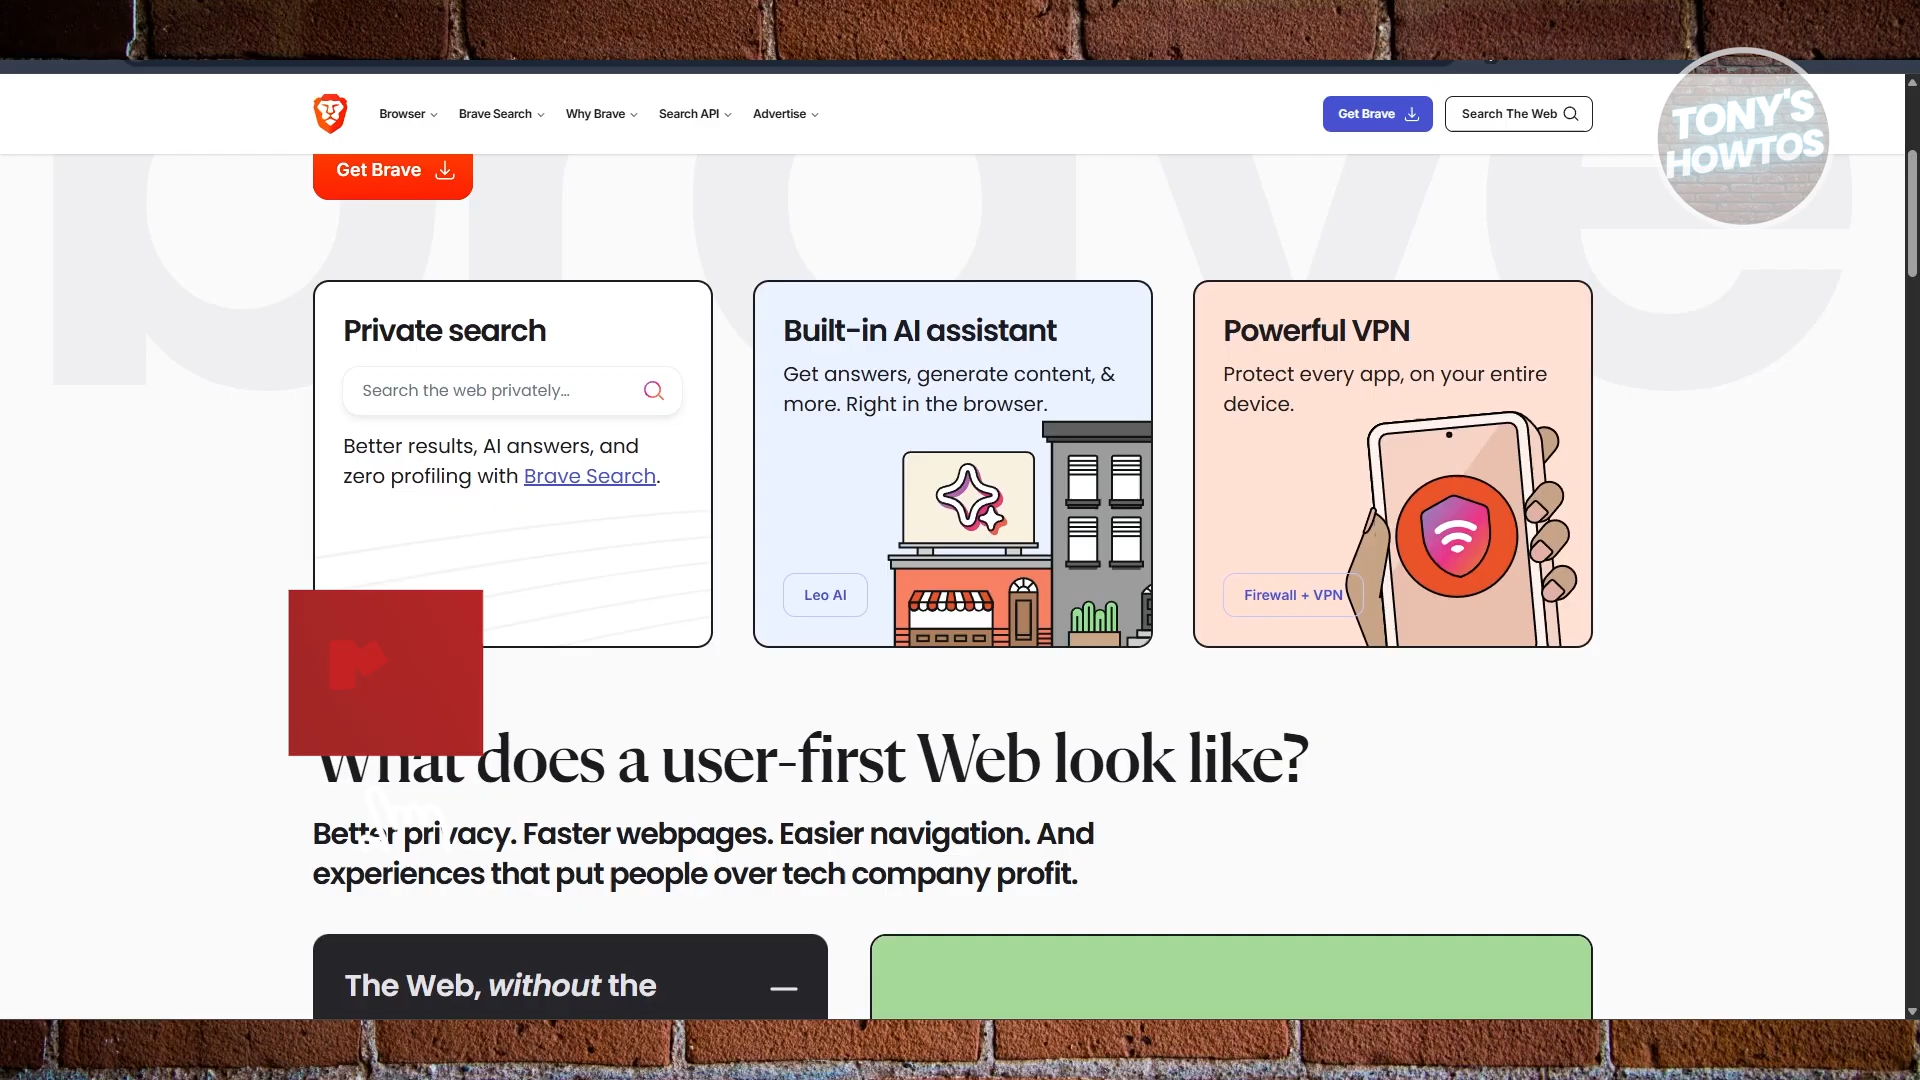 Browser
Brave Search
Why Brave
Search API
Advertise
Get Brave
Search The Web
TONY'S
HOWTOS
Get Brave
brave
Private search
Search the web privately...
Better results, AI answers, and
zero profiling with Brave Search.
Built-in AI assistant
Get answers, generate content, &
more. Right in the browser.
Leo AI
Powerful VPN
Protect every app, on your entire
device.
Firewall + VPN
What does a user-first Web look like?
Better privacy. Faster webpages. Easier navigation. And
experiences that put people over tech company profit.
The Web, without the